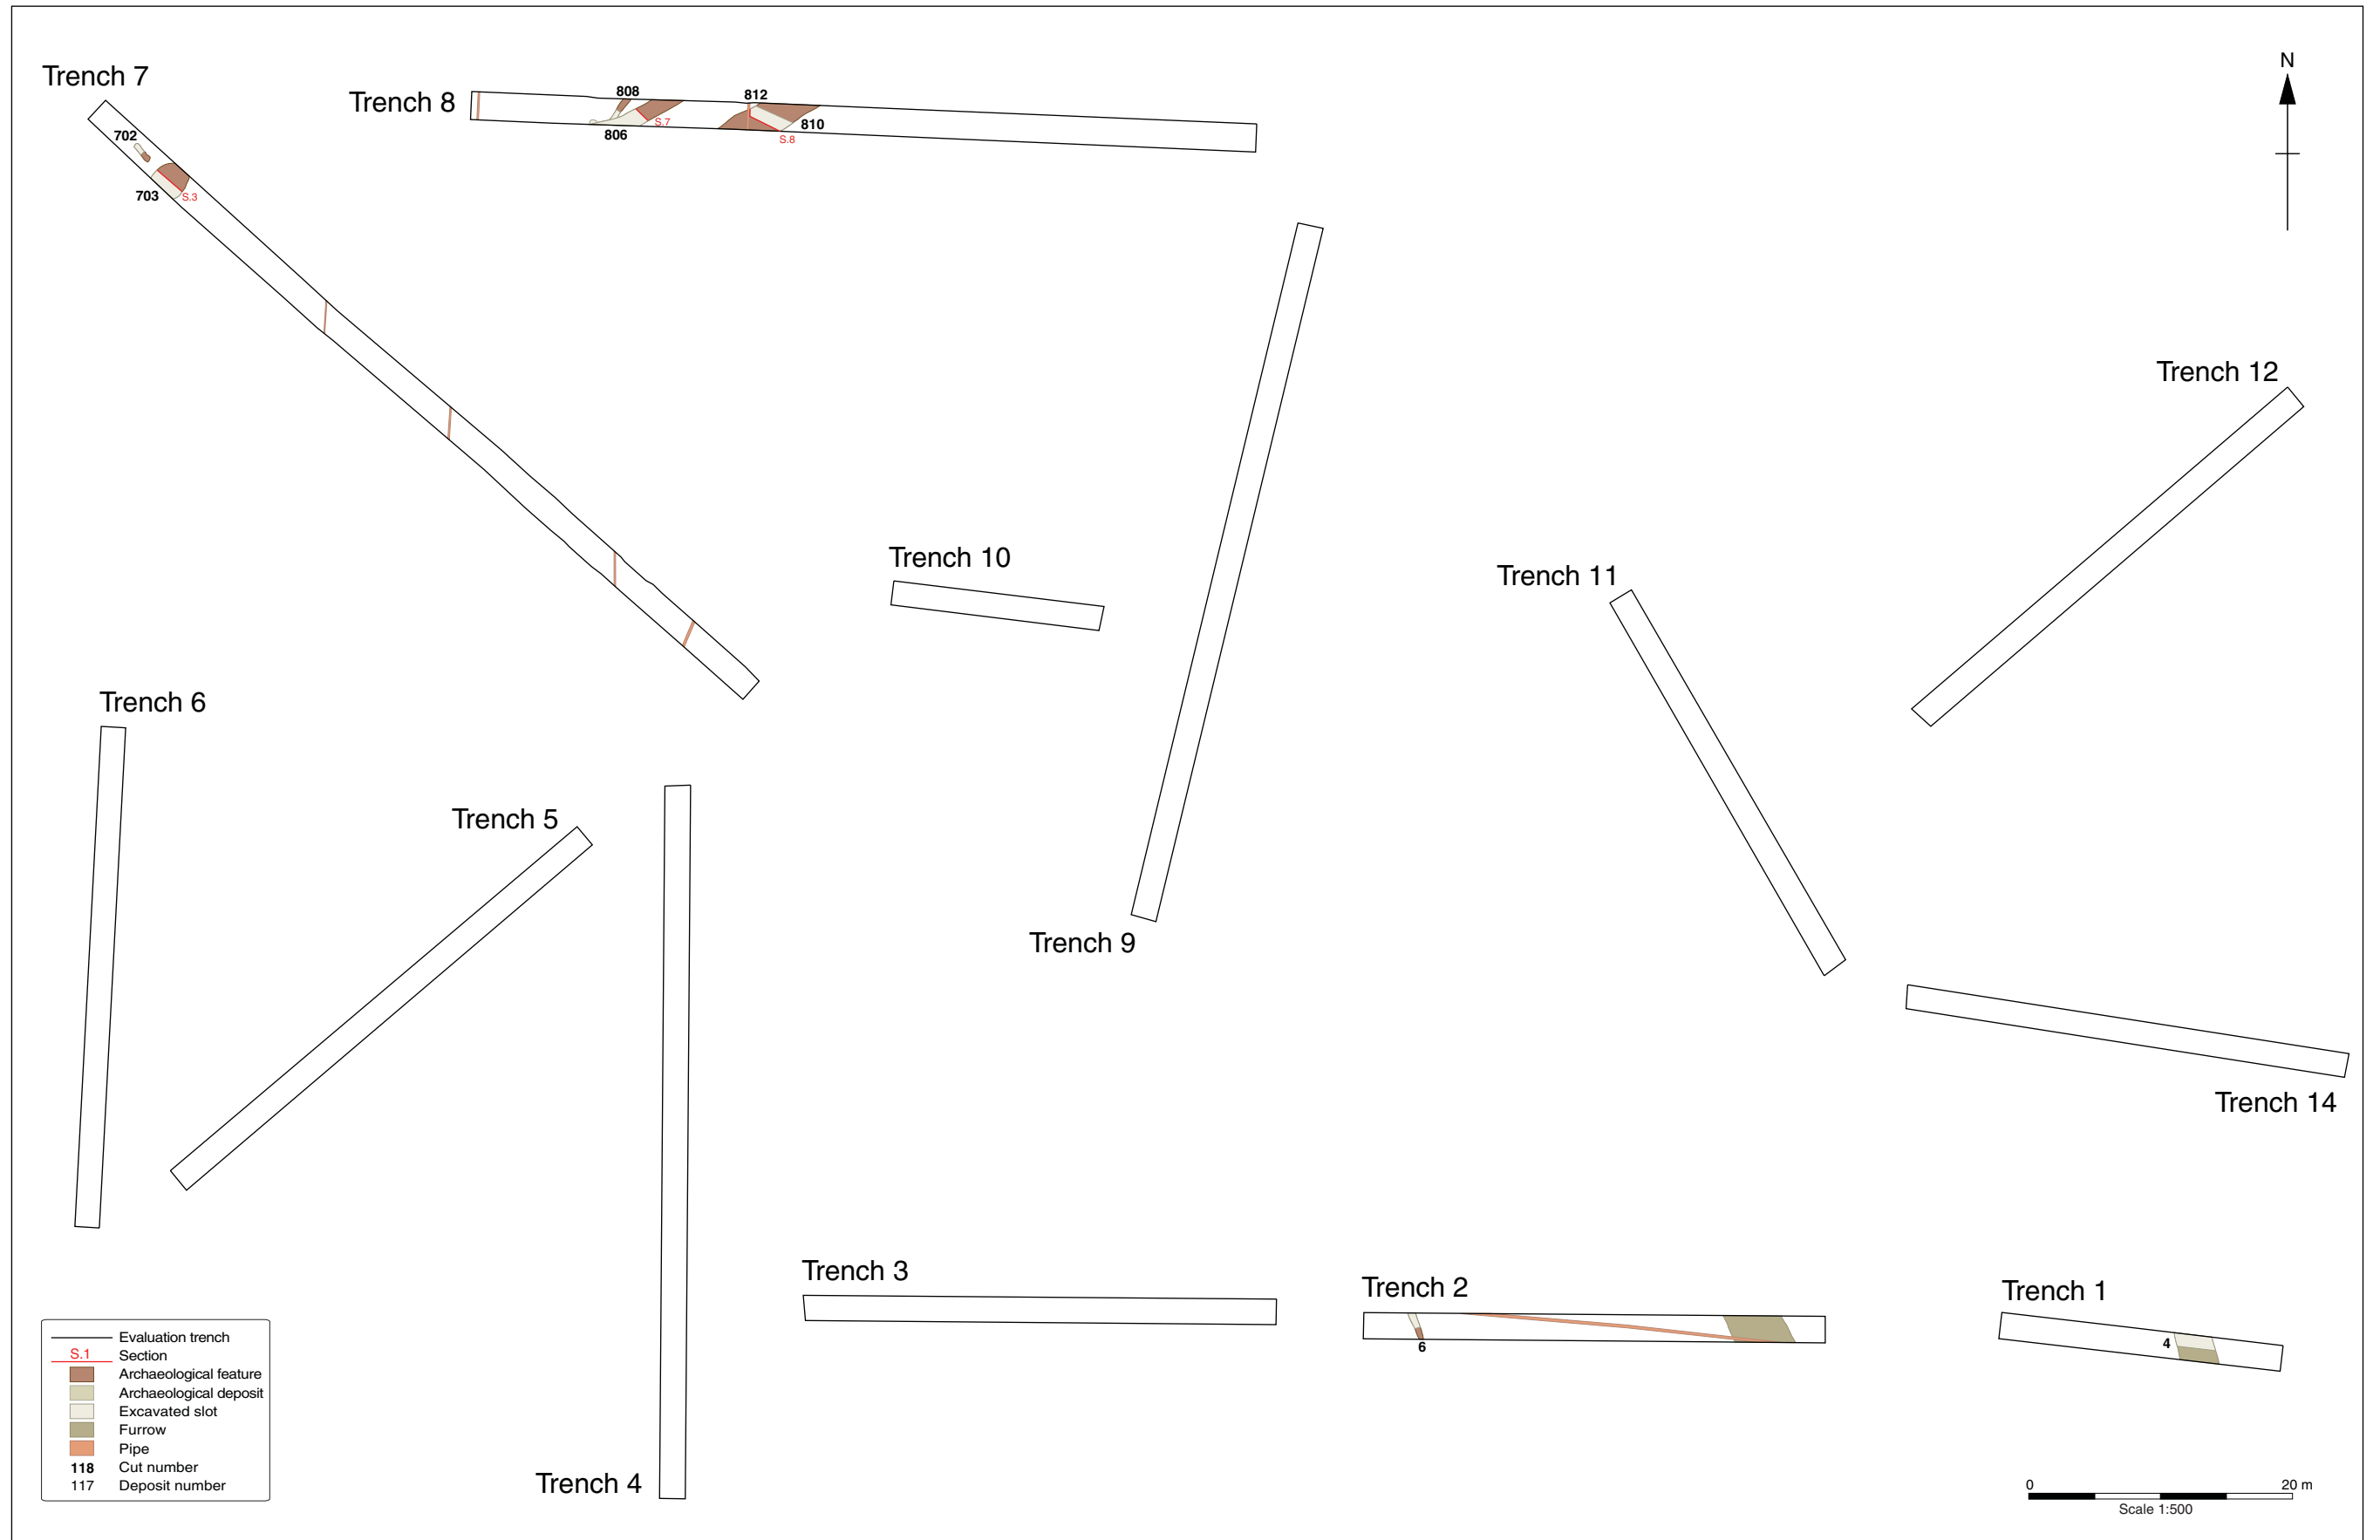 Trench 7
Trench 8
808
812
N
702
S.7
810
806
S.8
703
S.3
Trench 12
Trench 10
Trench 11
Trench 6
Trench 5
Trench 9
Trench 14
Trench 3
Trench 2
Trench 1
6
4
Evaluation trench
S.1 Section
Archaeological feature
Archaeological deposit
Excavated slot
Furrow
Pipe
118 Cut number
117 Deposit number
Trench 4
0 20 m
Scale 1:500